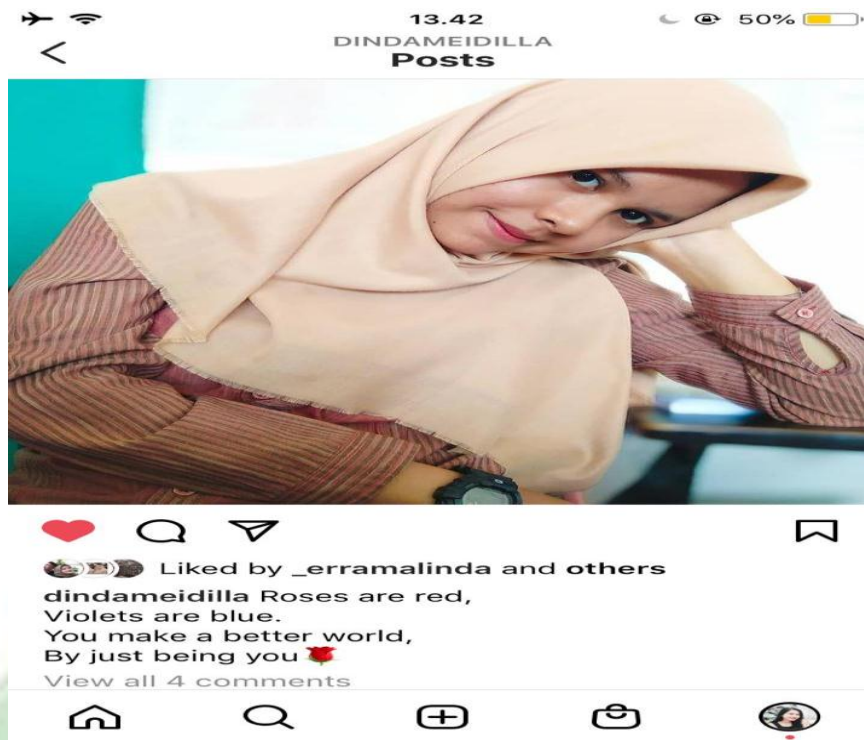 13.42
50%
DINDAMEIDILLA
Posts
Liked by _erramalinda and others
dindameidilla Roses are red,
Violets are blue.
You make a better world,
By just being you
View all 4 comments